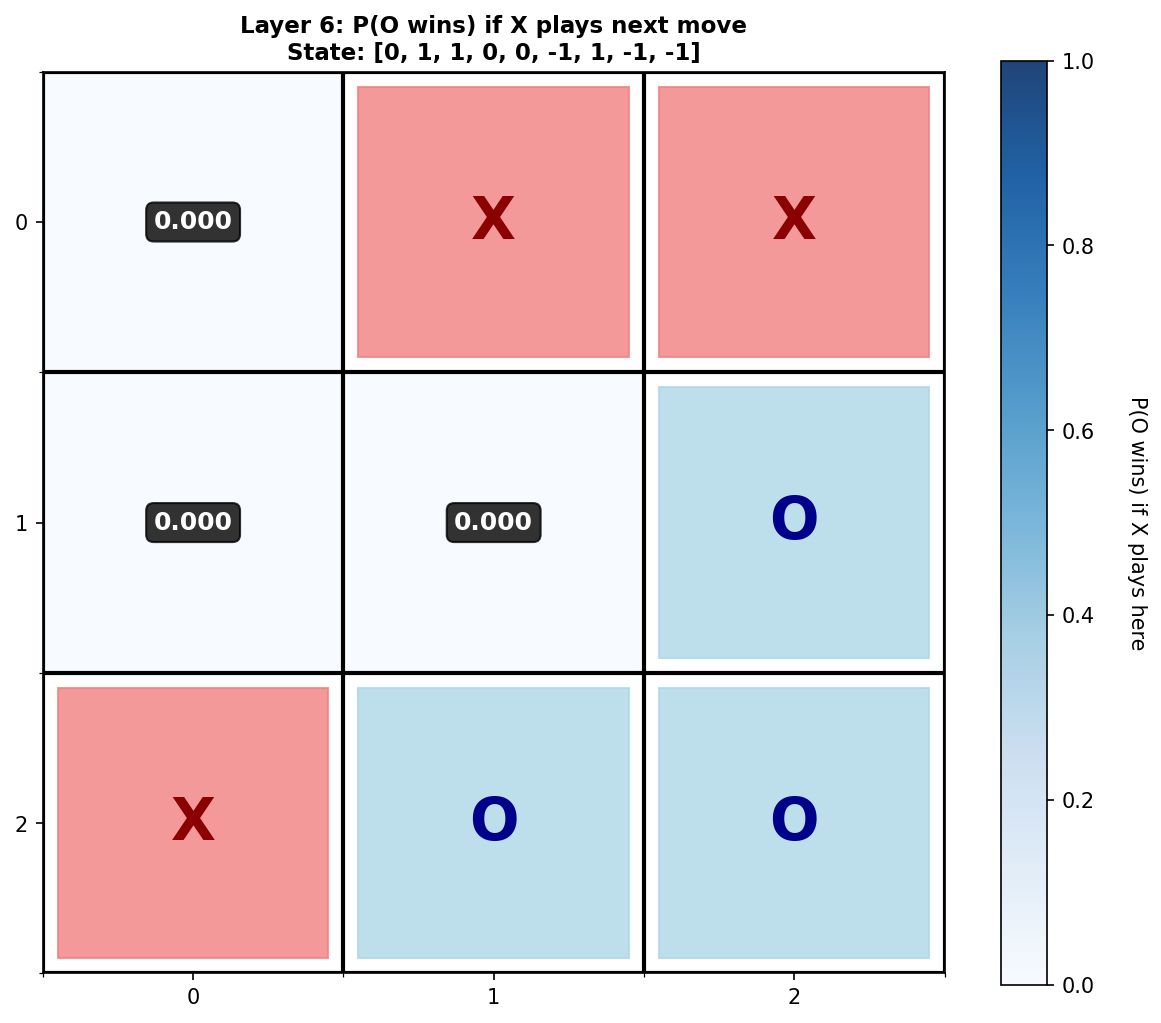 Layer 6: P(O wins) if X plays next move
State: [0, 1, 1, 0, 0, -1, 1, -1, -1]
0
0.000
X
X
1
0.000
0.000
O
2
X
O
O
0
1
2
1.0
0.8
0.6
0.4
0.2
0.0
P(O wins) if X plays here